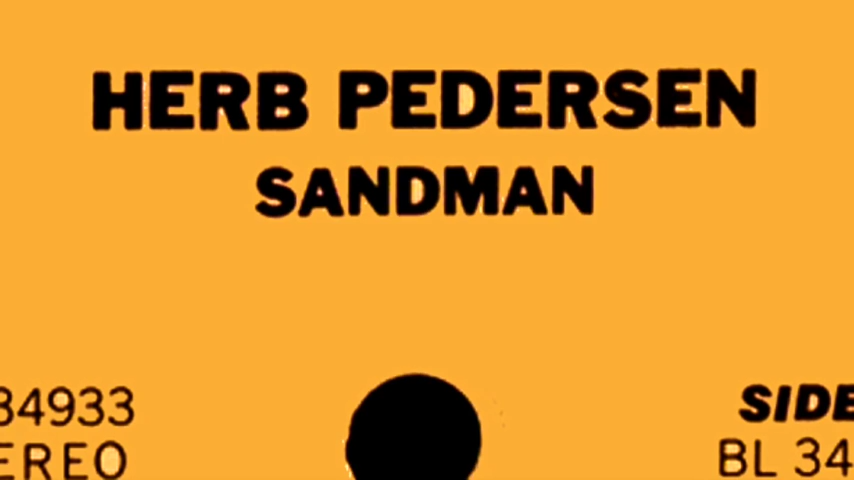 HERB PEDERSEN
SANDMAN
34933
SIDE
EREO
BL 34